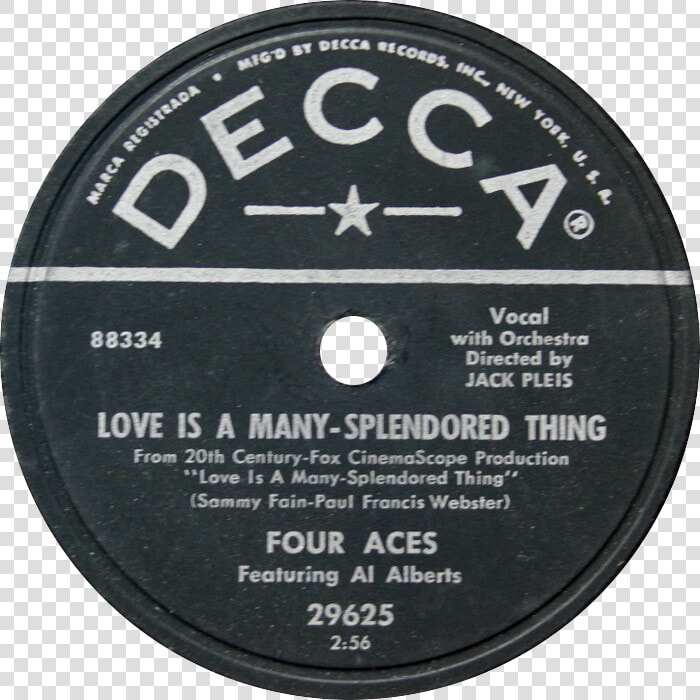 MARCA REGISTRADA • MFG'D BY DECCA RECORDS, INC., NEW YORK, U. S. A.
DECCA®
88334
Vocal
with Orchestra
Directed by
JACK PLEIS
LOVE IS A MANY-SPLENDORED THING
From 20th Century-Fox CinemaScope Production
"Love Is A Many-Splendored Thing"
(Sammy Fain-Paul Francis Webster)
FOUR ACES
Featuring Al Alberts
29625
2:56